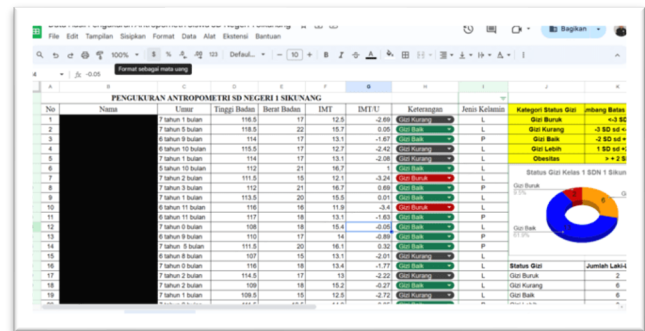 File Edit Tampilan Sisipkan Format Data Alat Ekstensi Bantuan
Bagikan
100% $ % .0 .00 123 Defaul... - 10 + B I A
Format sebagai mata uang
fx -0.05
A
PENGUKURAN ANTROPOMETRI SD NEGERI 1 SIKUNANG
No Nama Umur Tinggi Badan Berat Badan IMT IMT/U Keterangan Jenis Kelamin Kategori Status Gizi
1 7 tahun 1 bulan 116.5 17 12.5 -2.69 Gizi Kurang L Gizi Buruk <-3 SD
2 7 tahun 5 bulan 118.5 22 15.7 0.05 Gizi Baik L Gizi Kurang
3 6 tahun 9 bulan 114 17 13.1 -1.67 Gizi Baik P Gizi Baik
4 6 tahun 10 bulan 115.5 17 12.7 -2.42 Gizi Kurang L Gizi Lebih
5 7 tahun 1 bulan 114 17 13.1 -2.08 Gizi Kurang L Obesitas
6 5 tahun 10 bulan 112 21 16.7 1 Gizi Baik L
7 7 tahun 2 bulan 111.5 15 12.1 -3.24 Gizi Buruk L Status Gizi Kelas 1 SDN 1 Sikun
8 7 tahun 3 bulan 112 21 16.7 0.69 Gizi Baik P Gizi Buruk
9 7 tahun 1 bulan 113.5 20 15.5 0.01 Gizi Baik L
10 6 tahun 11 bulan 116 16 11.9 -3.4 Gizi Buruk L
11 6 tahun 11 bulan 117 18 13.1 -1.63 Gizi Baik P
12 7 tahun 0 bulan 108 18 15.4 -0.05 Gizi Baik L Gizi Baik
13 6 tahun 9 bulan 110 17 14 -0.89 Gizi Baik P
14 7 tahun 5 bulan 111.5 20 16.1 0.32 Gizi Baik P
15 6 tahun 8 bulan 107 15 13.1 -2.01 Gizi Kurang L
16 7 tahun 0 bulan 116 18 13.4 -1.77 Gizi Baik L Status Gizi Jumlah Laki-L
17 7 tahun 2 bulan 114.5 17 13 -2.22 Gizi Kurang L Gizi Buruk 2
18 7 tahun 2 bulan 109 18 15.2 -0.27 Gizi Baik L Gizi Kurang 6
19 7 tahun 1 bulan 109.5 15 12.5 -2.72 Gizi Kurang L Gizi Baik 6